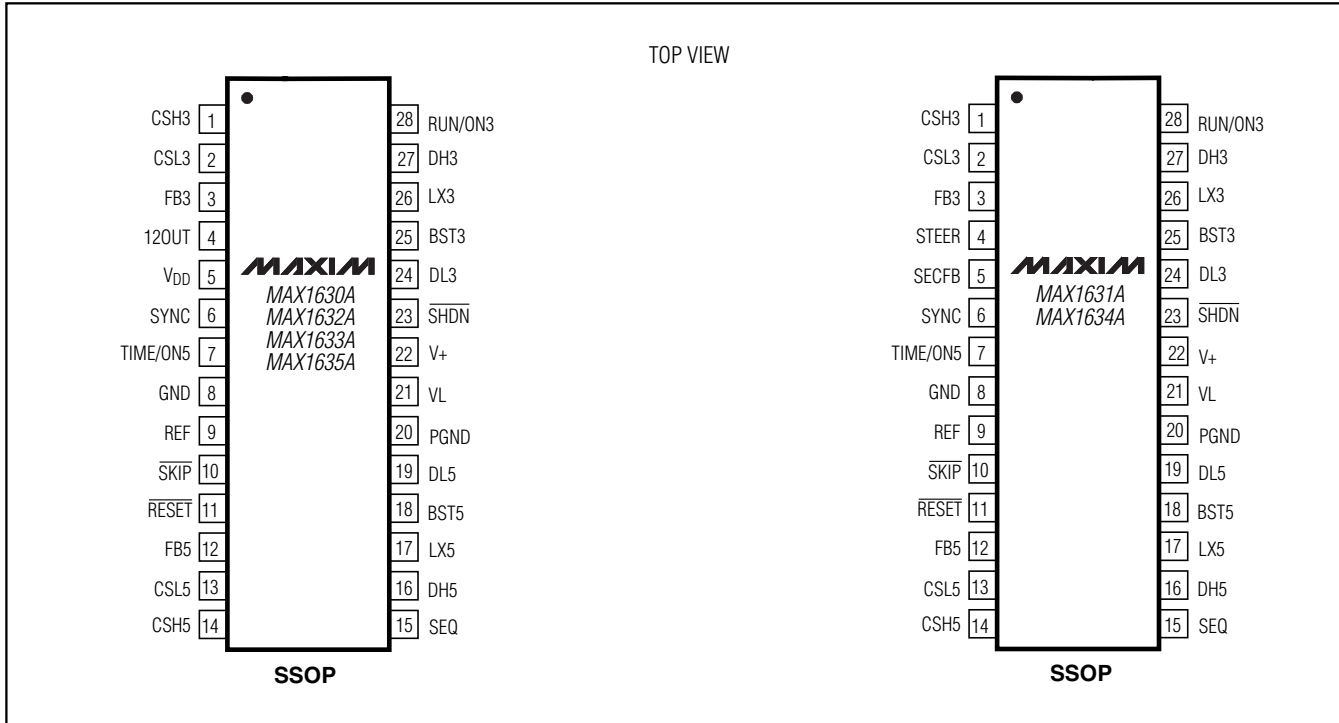 TOP VIEW
CSH3 1
CSL3 2
FB3 3
12OUT 4
VDD 5
SYNC 6
TIME/ON5 7
GND 8
REF 9
SKIP 10
RESET 11
FB5 12
CSL5 13
CSH5 14
MAXIM
MAX1630A
MAX1632A
MAX1633A
MAX1635A
28 RUN/ON3
27 DH3
26 LX3
25 BST3
24 DL3
23 SHDN
22 V+
21 VL
20 PGND
19 DL5
18 BST5
17 LX5
16 DH5
15 SEQ
SSOP
CSH3 1
CSL3 2
FB3 3
STEER 4
SECFB 5
SYNC 6
TIME/ON5 7
GND 8
REF 9
SKIP 10
RESET 11
FB5 12
CSL5 13
CSH5 14
MAXIM
MAX1631A
MAX1634A
28 RUN/ON3
27 DH3
26 LX3
25 BST3
24 DL3
23 SHDN
22 V+
21 VL
20 PGND
19 DL5
18 BST5
17 LX5
16 DH5
15 SEQ
SSOP